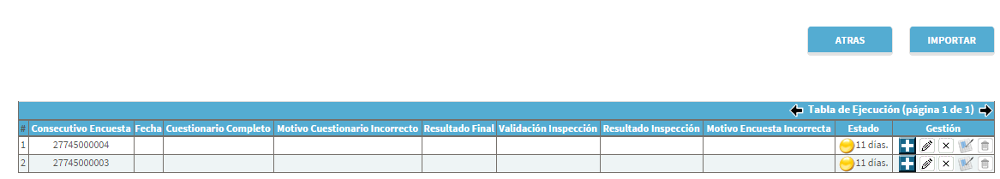 ATRAS IMPORTAR
Tabla de Ejecución (página 1 de 1)
# Consecutivo Encuesta Fecha Cuestionario Completo Motivo Cuestionario Incorrecto Resultado Final Validación Inspección Resultado Inspección Motivo Encuesta Incorrecta Estado Gestión
1 27745000004 11 días.
2 27745000003 11 días.